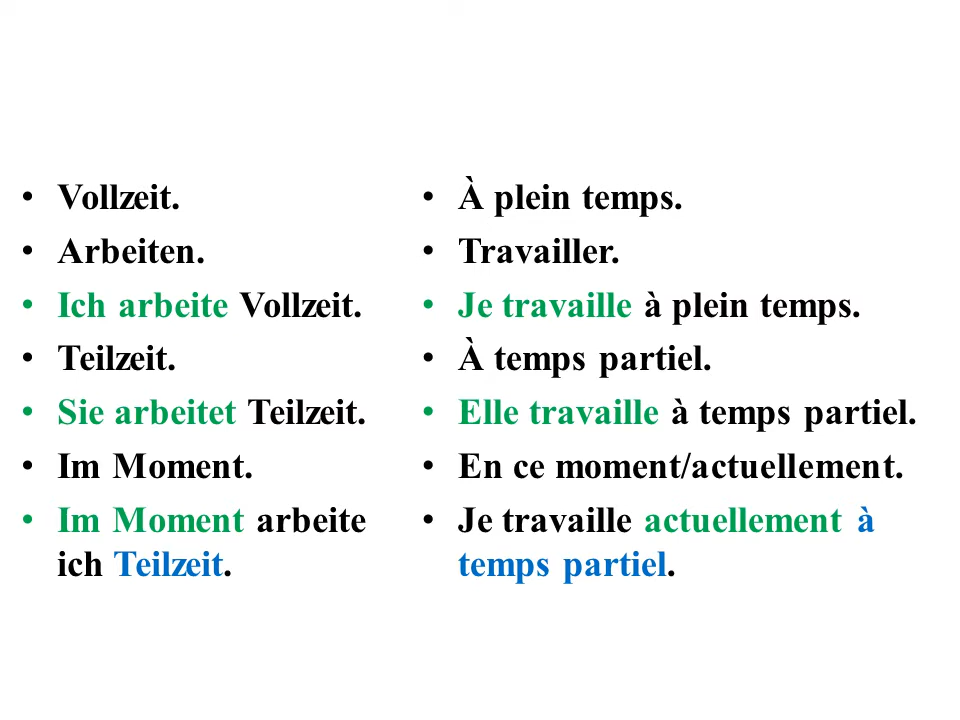 • Vollzeit.
• Arbeiten.
• Ich arbeite Vollzeit.
• Teilzeit.
• Sie arbeitet Teilzeit.
• Im Moment.
• Im Moment arbeite
ich Teilzeit.
• À plein temps.
• Travailler.
• Je travaille à plein temps.
• À temps partiel.
• Elle travaille à temps partiel.
• En ce moment/actuellement.
• Je travaille actuellement à
temps partiel.